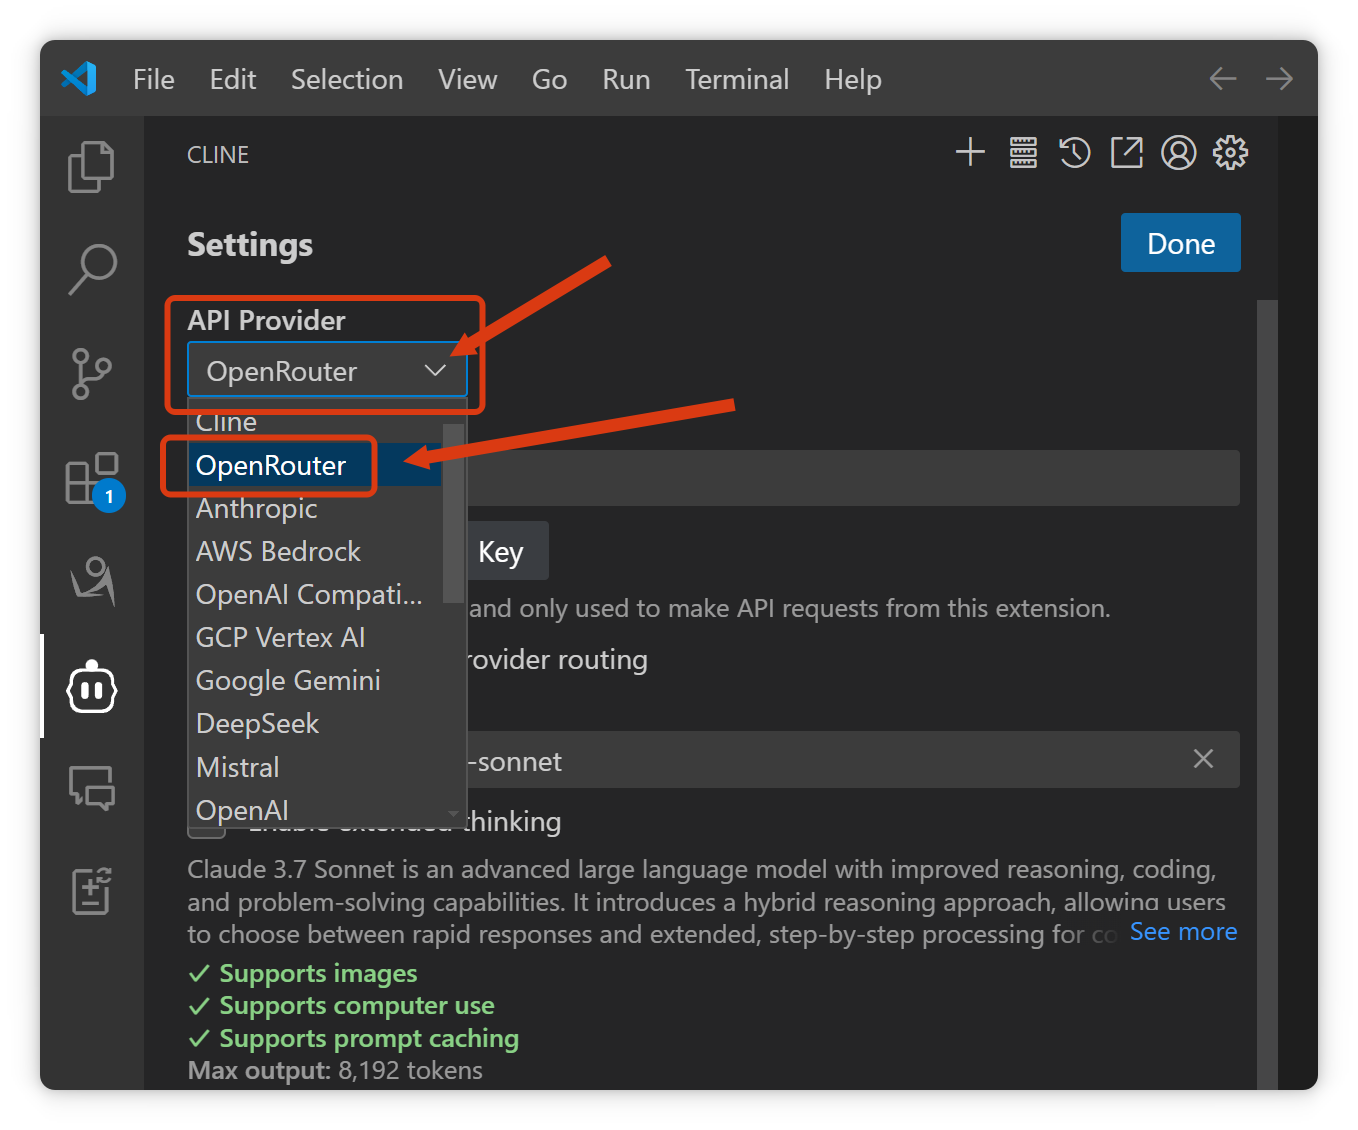 File Edit Selection View Go Run Terminal Help
CLINE
Settings
Done
API Provider
OpenRouter
Cline
OpenRouter
Anthropic
AWS Bedrock
OpenAI Compati...
GCP Vertex AI
Google Gemini
DeepSeek
Mistral
OpenAI
Key
and only used to make API requests from this extension.
rovider routing
-sonnet
Enable extended thinking
Claude 3.7 Sonnet is an advanced large language model with improved reasoning, coding,
and problem-solving capabilities. It introduces a hybrid reasoning approach, allowing users
to choose between rapid responses and extended, step-by-step processing for co See more
✓ Supports images
✓ Supports computer use
✓ Supports prompt caching
Max output: 8,192 tokens
1